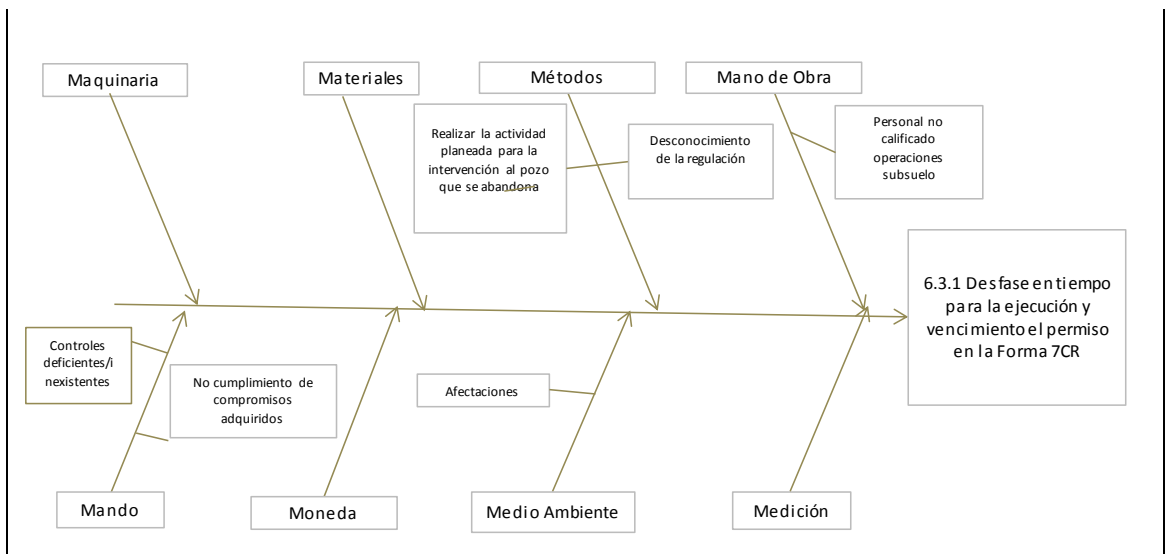 Maquinaria
Materiales
Métodos
Mano de Obra
Realizar la actividad
planeada para la
intervención al pozo
que se abandona
Desconocimiento
de la regulación
Personal no
calificado
operaciones
subsuelo
6.3.1 Desfase en tiempo
para la ejecución y
vencimiento el permiso
en la Forma 7CR
Controles
deficientes/i
nexistentes
No cumplimiento de
compromisos
adquiridos
Afectaciones
Mando
Moneda
Medio Ambiente
Medición